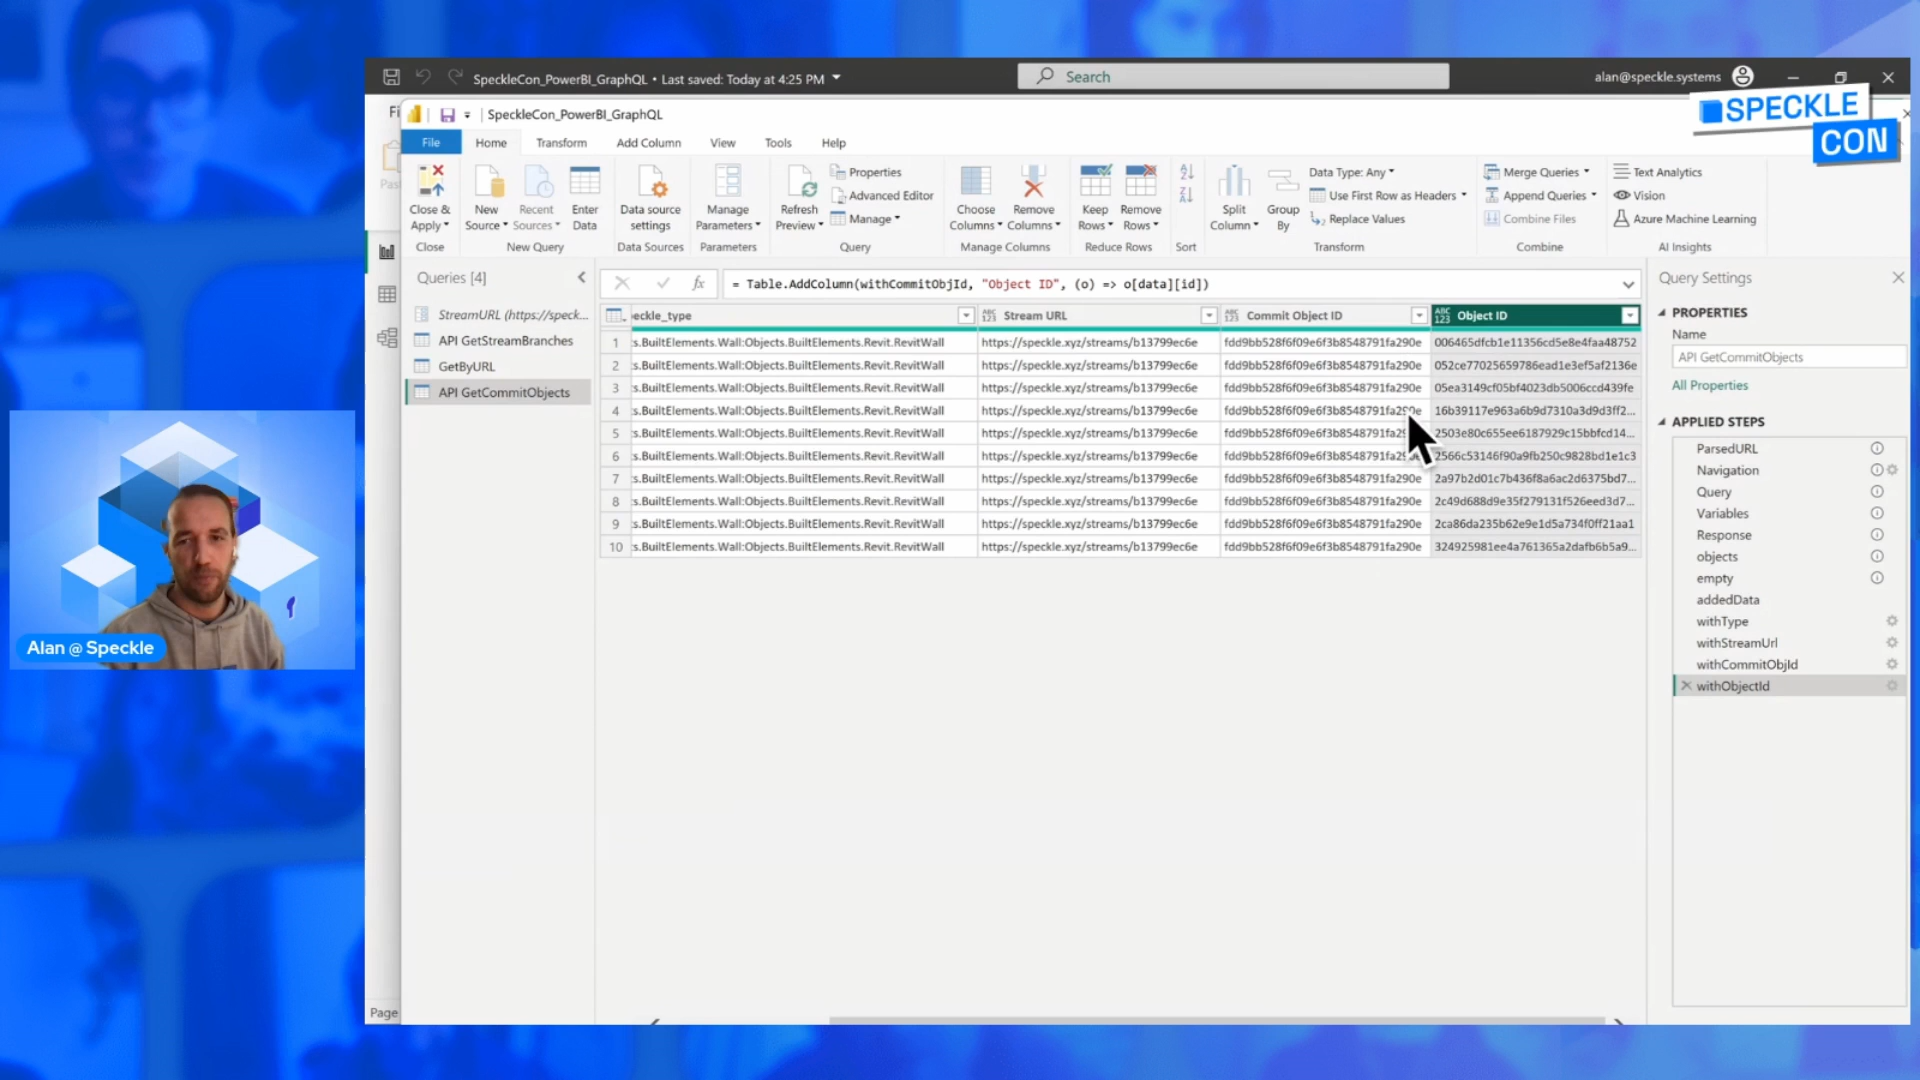 SpeckleCon_PowerBI_GraphQL • Last saved: Today at 4:25 PM
Search
alan@speckle.systems
SPECKLE
CON
SpeckleCon_PowerBI_GraphQL
File Home Transform Add Column View Tools Help
Close & Apply
New Source
Recent Sources
Enter Data
Data source settings
Manage Parameters
Refresh Preview
Properties
Advanced Editor
Manage
Choose Columns
Remove Columns
Keep Rows
Remove Rows
Split Column
Group By
Data Type: Any
Use First Row as Headers
Replace Values
Merge Queries
Append Queries
Combine Files
Text Analytics
Vision
Azure Machine Learning
Close New Query Data Sources Parameters Query Manage Columns Reduce Rows Sort Transform Combine AI Insights
Queries [4]
StreamURL (https://speck...
API GetStreamBranches
GetByURL
API GetCommitObjects
= Table.AddColumn(withCommitObjId, "Object ID", (o) => o[data][id])
eckle_type Stream URL Commit Object ID Object ID
1 s.BuiltElements.Wall:Objects.BuiltElements.Revit.RevitWall https://speckle.xyz/streams/b13799ec6e fdd9bb528f6f09e6f3b8548791fa290e 006465dfcb1e11356cd5e8e4faa48752
2 s.BuiltElements.Wall:Objects.BuiltElements.Revit.RevitWall https://speckle.xyz/streams/b13799ec6e fdd9bb528f6f09e6f3b8548791fa290e 052ce77025659786ead1e3ef5af2136e
3 s.BuiltElements.Wall:Objects.BuiltElements.Revit.RevitWall https://speckle.xyz/streams/b13799ec6e fdd9bb528f6f09e6f3b8548791fa290e 05ea3149cf05bf4023db5006ccd439fe
4 s.BuiltElements.Wall:Objects.BuiltElements.Revit.RevitWall https://speckle.xyz/streams/b13799ec6e fdd9bb528f6f09e6f3b8548791fa290e 16b39117e963a6b9d7310a3d9d3ff2...
5 s.BuiltElements.Wall:Objects.BuiltElements.Revit.RevitWall https://speckle.xyz/streams/b13799ec6e 2503e80c655ee6187929c15bbfcd14...
6 s.BuiltElements.Wall:Objects.BuiltElements.Revit.RevitWall https://speckle.xyz/streams/b13799ec6e 2566c53146f90a9fb250c9828bd1e1c3
7 s.BuiltElements.Wall:Objects.BuiltElements.Revit.RevitWall https://speckle.xyz/streams/b13799ec6e fdd9bb528f6f09e6f3b8548791fa290e 2a97b2d01c7b436f8a6ac2d6375bd7...
8 s.BuiltElements.Wall:Objects.BuiltElements.Revit.RevitWall https://speckle.xyz/streams/b13799ec6e fdd9bb528f6f09e6f3b8548791fa290e 2c49d688d9e35f279131f526eed3d7...
9 s.BuiltElements.Wall:Objects.BuiltElements.Revit.RevitWall https://speckle.xyz/streams/b13799ec6e fdd9bb528f6f09e6f3b8548791fa290e 2ca86da235b62e9e1d5a734f0ff21aa1
10 s.BuiltElements.Wall:Objects.BuiltElements.Revit.RevitWall https://speckle.xyz/streams/b13799ec6e fdd9bb528f6f09e6f3b8548791fa290e 324925981ee4a761365a2dafb6b5a9...
Query Settings
PROPERTIES
Name
API GetCommitObjects
All Properties
APPLIED STEPS
ParsedURL
Navigation
Query
Variables
Response
objects
empty
addedData
withType
withStreamUrl
withCommitObjId
withObjectId
Alan @ Speckle
Page